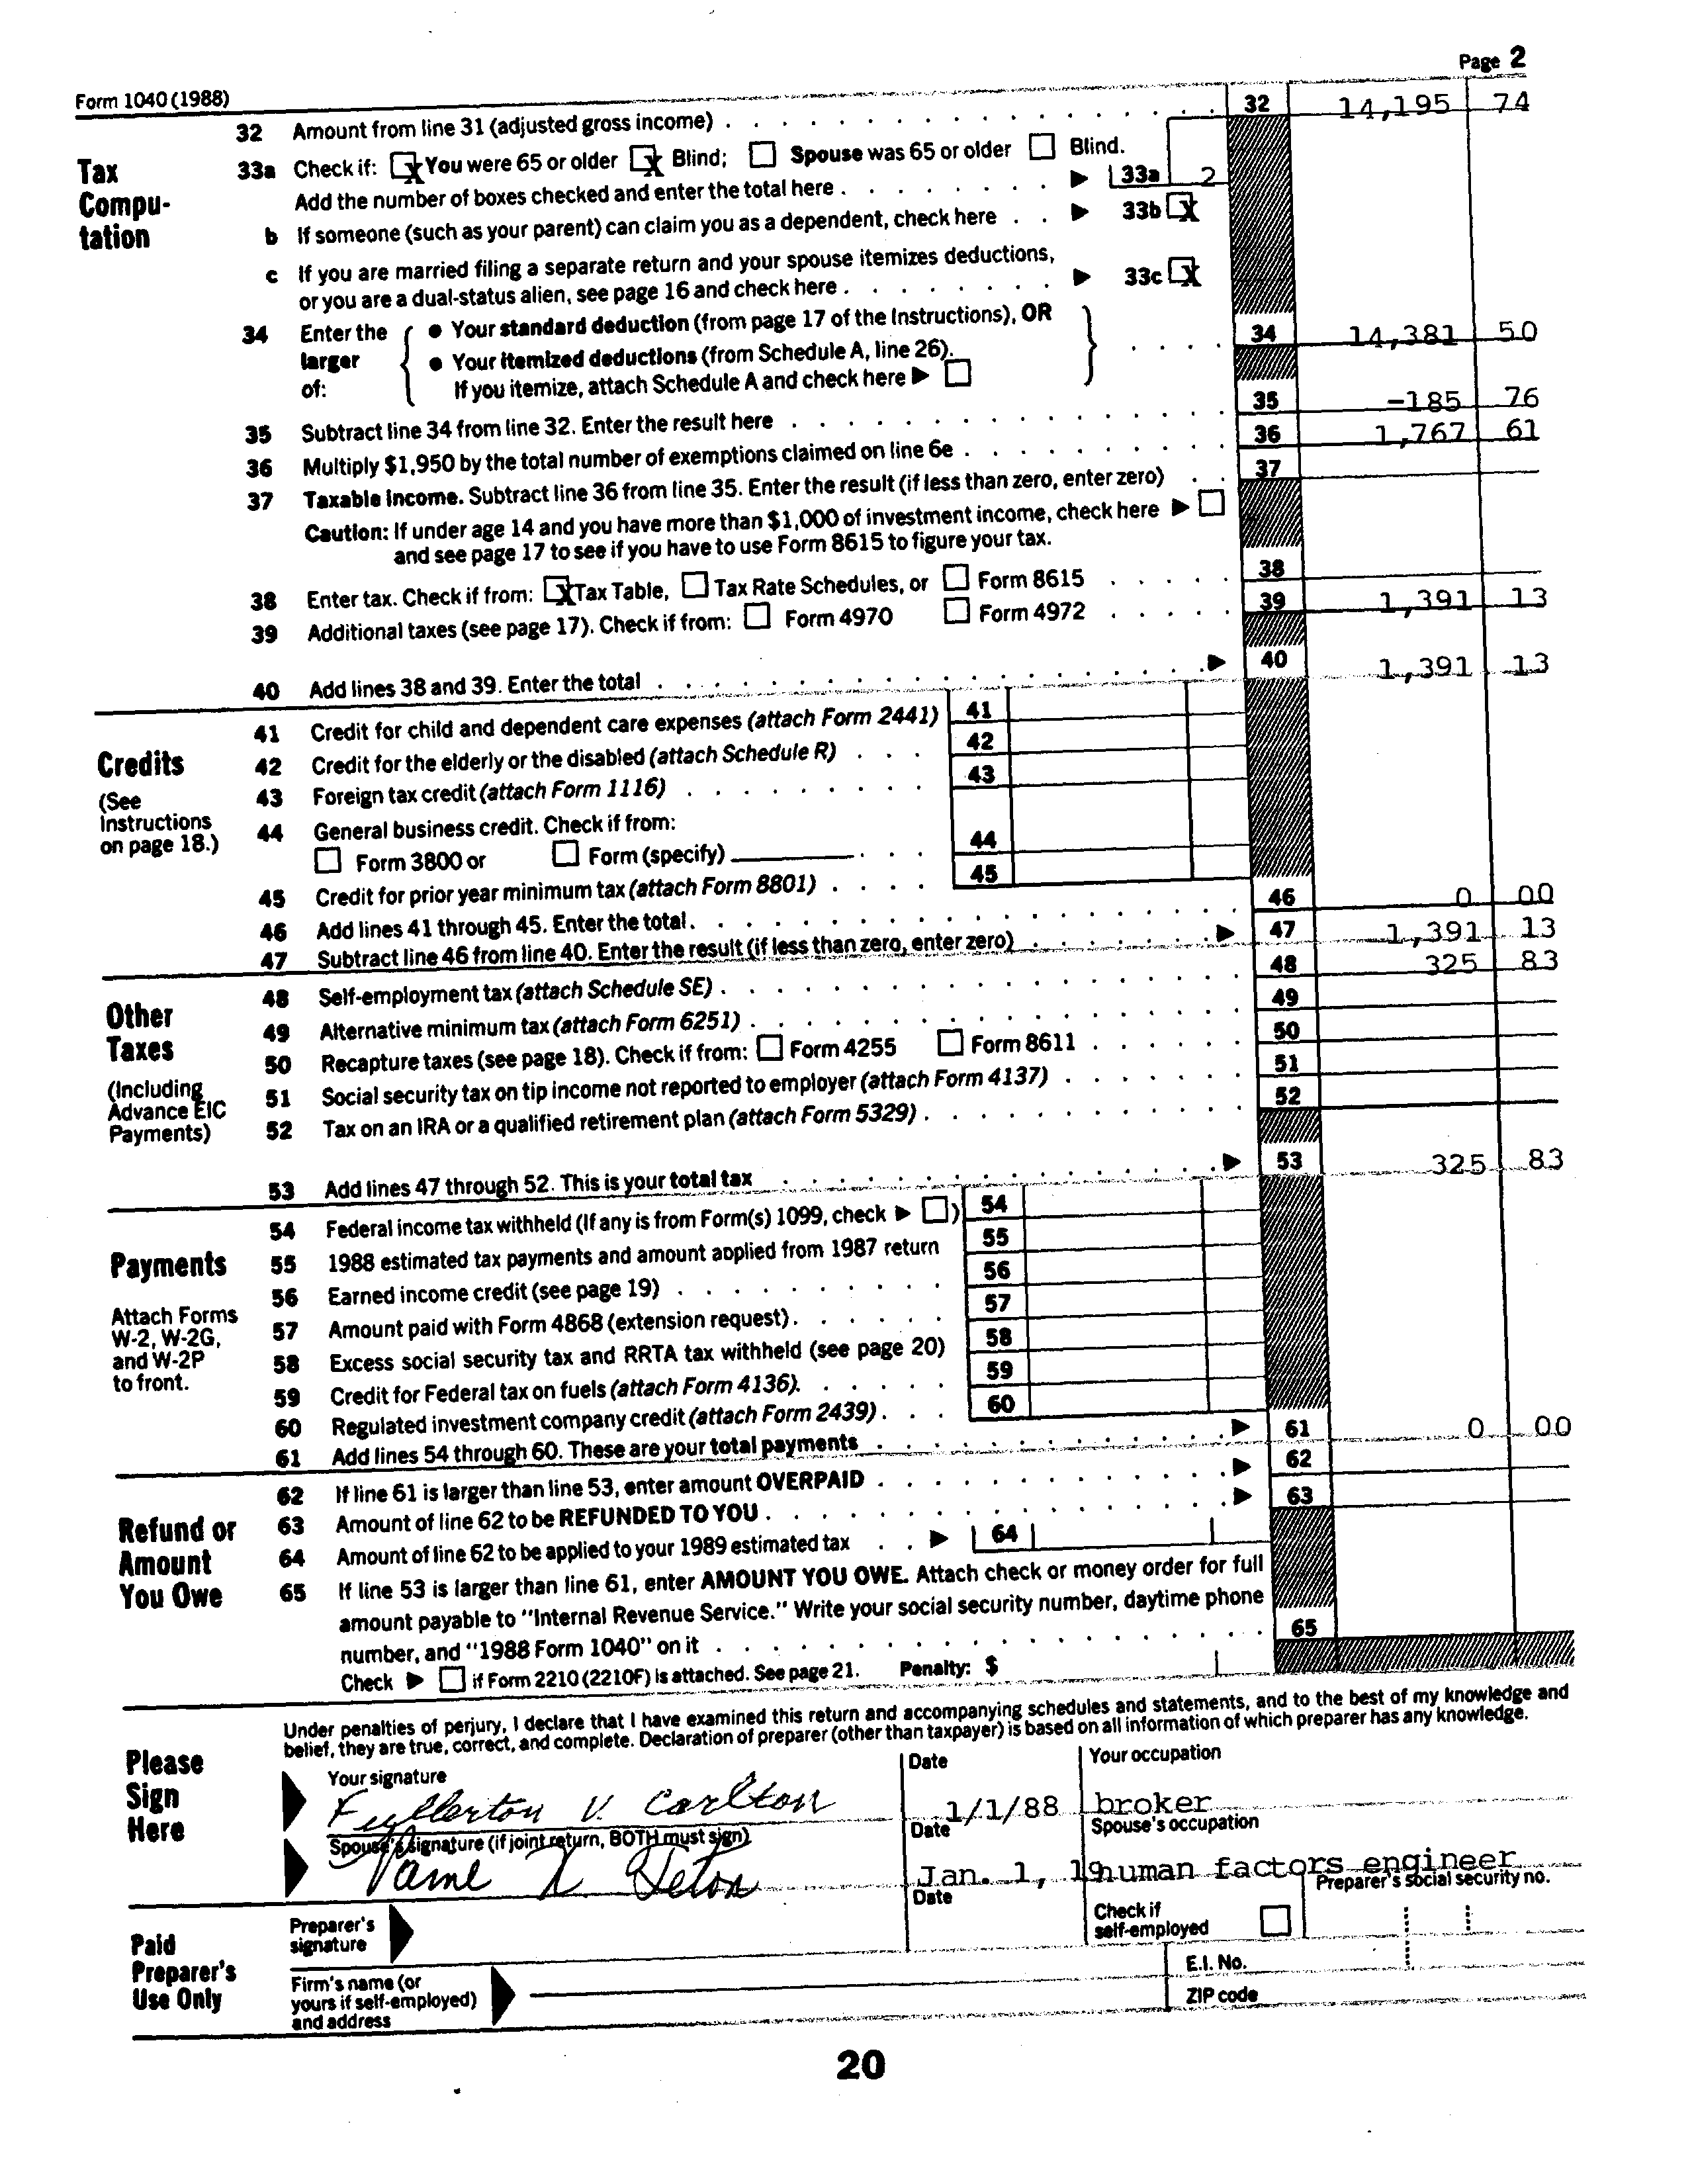 Form 1040 (1988) Page 2
Tax Compu-tation
32 Amount from line 31 (adjusted gross income) . . . 32 14,195 74
33a Check if: X You were 65 or older X Blind; Spouse was 65 or older Blind.
Add the number of boxes checked and enter the total here . . . 33a 2
b If someone (such as your parent) can claim you as a dependent, check here . . 33b X
c If you are married filing a separate return and your spouse itemizes deductions,
or you are a dual-status alien, see page 16 and check here . . . 33c X
34 Enter the larger of:
• Your standard deduction (from page 17 of the Instructions), OR
• Your itemized deductions (from Schedule A, line 26).
If you itemize, attach Schedule A and check here
34 14,381 50
35 Subtract line 34 from line 32. Enter the result here . . . 35 -185 76
36 Multiply $1,950 by the total number of exemptions claimed on line 6e . . . 36 1,767 61
37 Taxable income. Subtract line 36 from line 35. Enter the result (if less than zero, enter zero) . . 37
Caution: If under age 14 and you have more than $1,000 of investment income, check here
and see page 17 to see if you have to use Form 8615 to figure your tax.
38 Enter tax. Check if from: X Tax Table, Tax Rate Schedules, or Form 8615 . . . 38
39 Additional taxes (see page 17). Check if from: Form 4970 Form 4972 . . . 39 1,391 13
40 Add lines 38 and 39. Enter the total . . . 40 1,391 13
Credits
(See Instructions on page 18.)
41 Credit for child and dependent care expenses (attach Form 2441) 41
42 Credit for the elderly or the disabled (attach Schedule R) . . . 42
43 Foreign tax credit (attach Form 1116) . . . 43
44 General business credit. Check if from:
Form 3800 or Form (specify) . . . 44
45 Credit for prior year minimum tax (attach Form 8801) . . . 45
46 Add lines 41 through 45. Enter the total . . . 46 0 00
47 Subtract line 46 from line 40. Enter the result (if less than zero, enter zero) . . . 47 1,391 13
Other Taxes
(Including Advance EIC Payments)
48 Self-employment tax (attach Schedule SE) . . . 48 325 83
49 Alternative minimum tax (attach Form 6251) . . . 49
50 Recapture taxes (see page 18). Check if from: Form 4255 Form 8611 . . . 50
51 Social security tax on tip income not reported to employer (attach Form 4137) . . . 51
52 Tax on an IRA or a qualified retirement plan (attach Form 5329) . . . 52
53 Add lines 47 through 52. This is your total tax . . . 53 325 83
Payments
Attach Forms W-2, W-2G, and W-2P to front.
54 Federal income tax withheld (If any is from Form(s) 1099, check ) 54
55 1988 estimated tax payments and amount applied from 1987 return 55
56 Earned income credit (see page 19) . . . 56
57 Amount paid with Form 4868 (extension request) . . . 57
58 Excess social security tax and RRTA tax withheld (see page 20) 58
59 Credit for Federal tax on fuels (attach Form 4136). . . . 59
60 Regulated investment company credit (attach Form 2439) . . . 60
61 Add lines 54 through 60. These are your total payments . . . 61 0 00
Refund or Amount You Owe
62 If line 61 is larger than line 53, enter amount OVERPAID . . . 62
63 Amount of line 62 to be REFUNDED TO YOU . . . 63
64 Amount of line 62 to be applied to your 1989 estimated tax . . 64
65 If line 53 is larger than line 61, enter AMOUNT YOU OWE. Attach check or money order for full
amount payable to "Internal Revenue Service." Write your social security number, daytime phone
number, and "1988 Form 1040" on it . . . 65
Check if Form 2210 (2210F) is attached. See page 21. Penalty: $
Please Sign Here
Under penalties of perjury, I declare that I have examined this return and accompanying schedules and statements, and to the best of my knowledge and
belief, they are true, correct, and complete. Declaration of preparer (other than taxpayer) is based on all information of which preparer has any knowledge.
Your signature Date Your occupation
Fullerton V. Carlton 1/1/88 broker
Spouse's signature (if joint return, BOTH must sign) Date Spouse's occupation
Jan. 1, 19 human factors engineer
Paid Preparer's Use Only
Preparer's signature Date Check if self-employed Preparer's social security no.
Firm's name (or yours if self-employed) and address E.I. No.
ZIP code
20